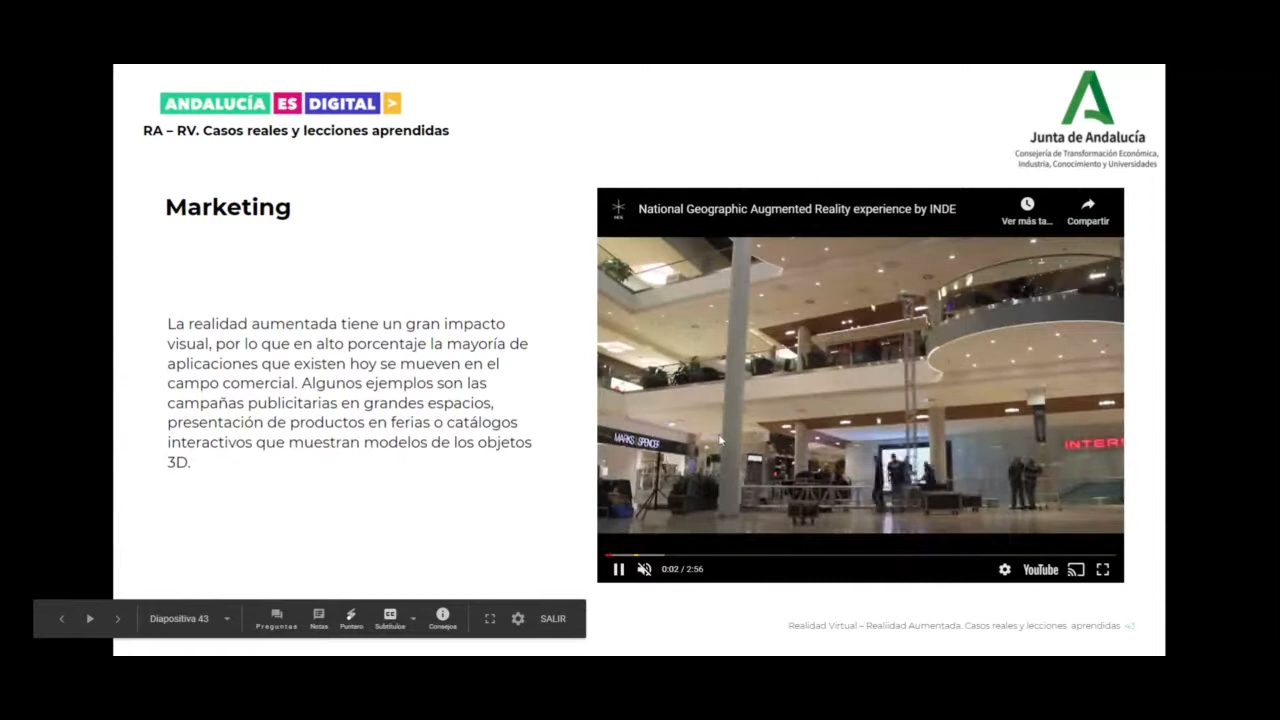 ANDALUCÍA ES DIGITAL >
RA – RV. Casos reales y lecciones aprendidas
Junta de Andalucía
Consejería de Transformación Económica,
Industria, Conocimiento y Universidades
Marketing
La realidad aumentada tiene un gran impacto
visual, por lo que en alto porcentaje la mayoría de
aplicaciones que existen hoy se mueven en el
campo comercial. Algunos ejemplos son las
campañas publicitarias en grandes espacios,
presentación de productos en ferias o catálogos
interactivos que muestran modelos de los objetos
3D.
National Geographic Augmented Reality experience by INDE
Ver más ta...
Compartir
MARKS & SPENCER
INTERS
0:02 / 2:56
YouTube
Diapositiva 43
Preguntas
Notas
Puntero
Subtítulos
Consejos
SALIR
Realidad Virtual – Realiidad Aumentada. Casos reales y lecciones aprendidas 43